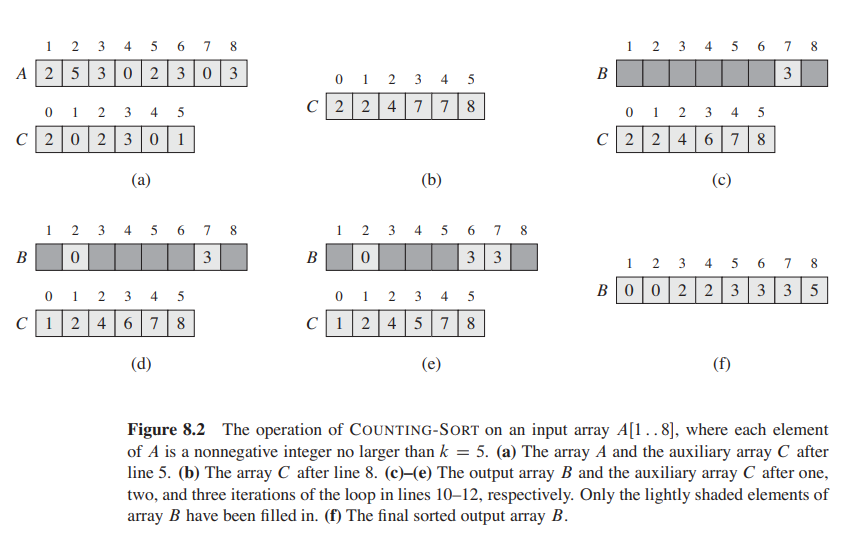 1 2 3 4 5 6 7 8
A 2 5 3 0 2 3 0 3
0 1 2 3 4 5
C 2 0 2 3 0 1
(a)
0 1 2 3 4 5
C 2 2 4 7 7 8
(b)
1 2 3 4 5 6 7 8
B 3
0 1 2 3 4 5
C 2 2 4 6 7 8
(c)
1 2 3 4 5 6 7 8
B 0 3
0 1 2 3 4 5
C 1 2 4 6 7 8
(d)
1 2 3 4 5 6 7 8
B 0 3 3
0 1 2 3 4 5
C 1 2 4 5 7 8
(e)
1 2 3 4 5 6 7 8
B 0 0 2 2 3 3 3 5
(f)
Figure 8.2 The operation of COUNTING-SORT on an input array A[1 . . 8], where each element
of A is a nonnegative integer no larger than k = 5. (a) The array A and the auxiliary array C after
line 5. (b) The array C after line 8. (c)–(e) The output array B and the auxiliary array C after one,
two, and three iterations of the loop in lines 10–12, respectively. Only the lightly shaded elements of
array B have been filled in. (f) The final sorted output array B.